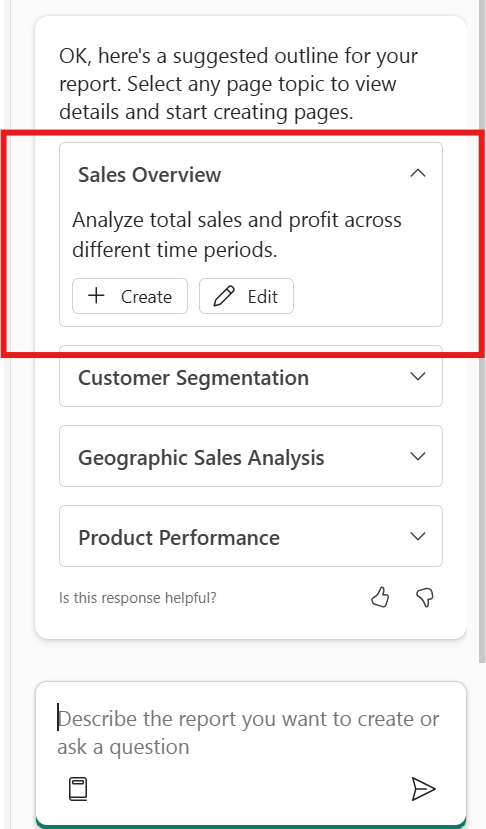 OK, here's a suggested outline for your
report. Select any page topic to view
details and start creating pages.
Sales Overview
Analyze total sales and profit across
different time periods.
Create Edit
Customer Segmentation
Geographic Sales Analysis
Product Performance
Is this response helpful?
Describe the report you want to create or
ask a question